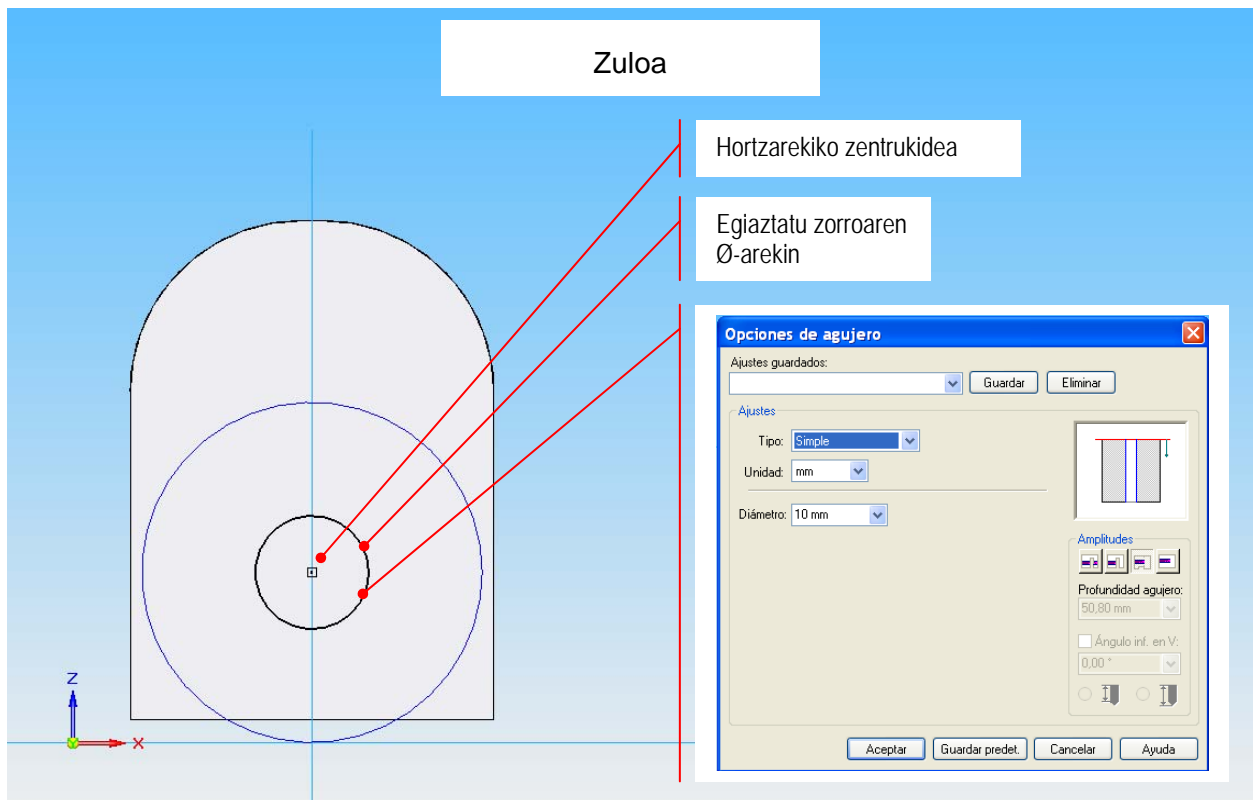 Zuloa
Hortzarekiko zentrukidea
Egiaztatu zorroaren
Ø-arekin
Opciones de agujero
Ajustes guardados:
Guardar
Eliminar
Ajustes
Tipo: Simple
Unidad: mm
Diámetro: 10 mm
Amplitudes
Profundidad agujero:
50,80 mm
Ángulo inf. en V:
0,00 °
Aceptar
Guardar predet.
Cancelar
Ayuda
Z
X